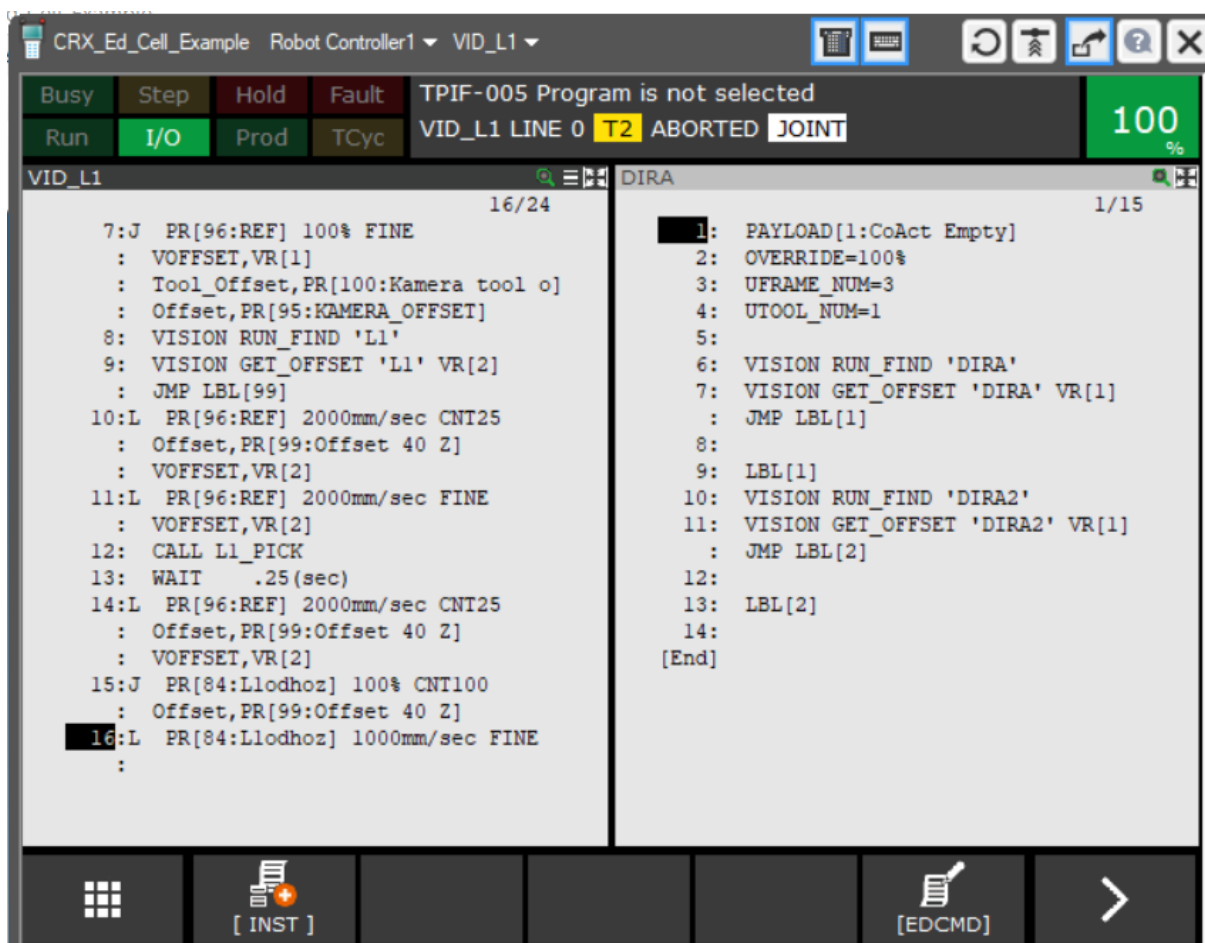 CRX_Ed_Cell_Example Robot Controller1 VID_L1
Busy Step Hold Fault
Run I/O Prod TCyc
TPIF-005 Program is not selected
VID_L1 LINE 0 T2 ABORTED JOINT
100
%
VID_L1
16/24
7:J PR[96:REF] 100% FINE
: VOFFSET,VR[1]
: Tool_Offset,PR[100:Kamera tool o]
: Offset,PR[95:KAMERA_OFFSET]
8: VISION RUN_FIND 'L1'
9: VISION GET_OFFSET 'L1' VR[2]
: JMP LBL[99]
10:L PR[96:REF] 2000mm/sec CNT25
: Offset,PR[99:Offset 40 Z]
: VOFFSET,VR[2]
11:L PR[96:REF] 2000mm/sec FINE
: VOFFSET,VR[2]
12: CALL L1_PICK
13: WAIT .25(sec)
14:L PR[96:REF] 2000mm/sec CNT25
: Offset,PR[99:Offset 40 Z]
: VOFFSET,VR[2]
15:J PR[84:L1odhoz] 100% CNT100
: Offset,PR[99:Offset 40 Z]
16:L PR[84:L1odhoz] 1000mm/sec FINE
:
DIRA
1/15
1: PAYLOAD[1:CoAct Empty]
2: OVERRIDE=100%
3: UFRAME_NUM=3
4: UTOOL_NUM=1
5:
6: VISION RUN_FIND 'DIRA'
7: VISION GET_OFFSET 'DIRA' VR[1]
: JMP LBL[1]
8:
9: LBL[1]
10: VISION RUN_FIND 'DIRA2'
11: VISION GET_OFFSET 'DIRA2' VR[1]
: JMP LBL[2]
12:
13: LBL[2]
14:
[End]
[ INST ]
[EDCMD]